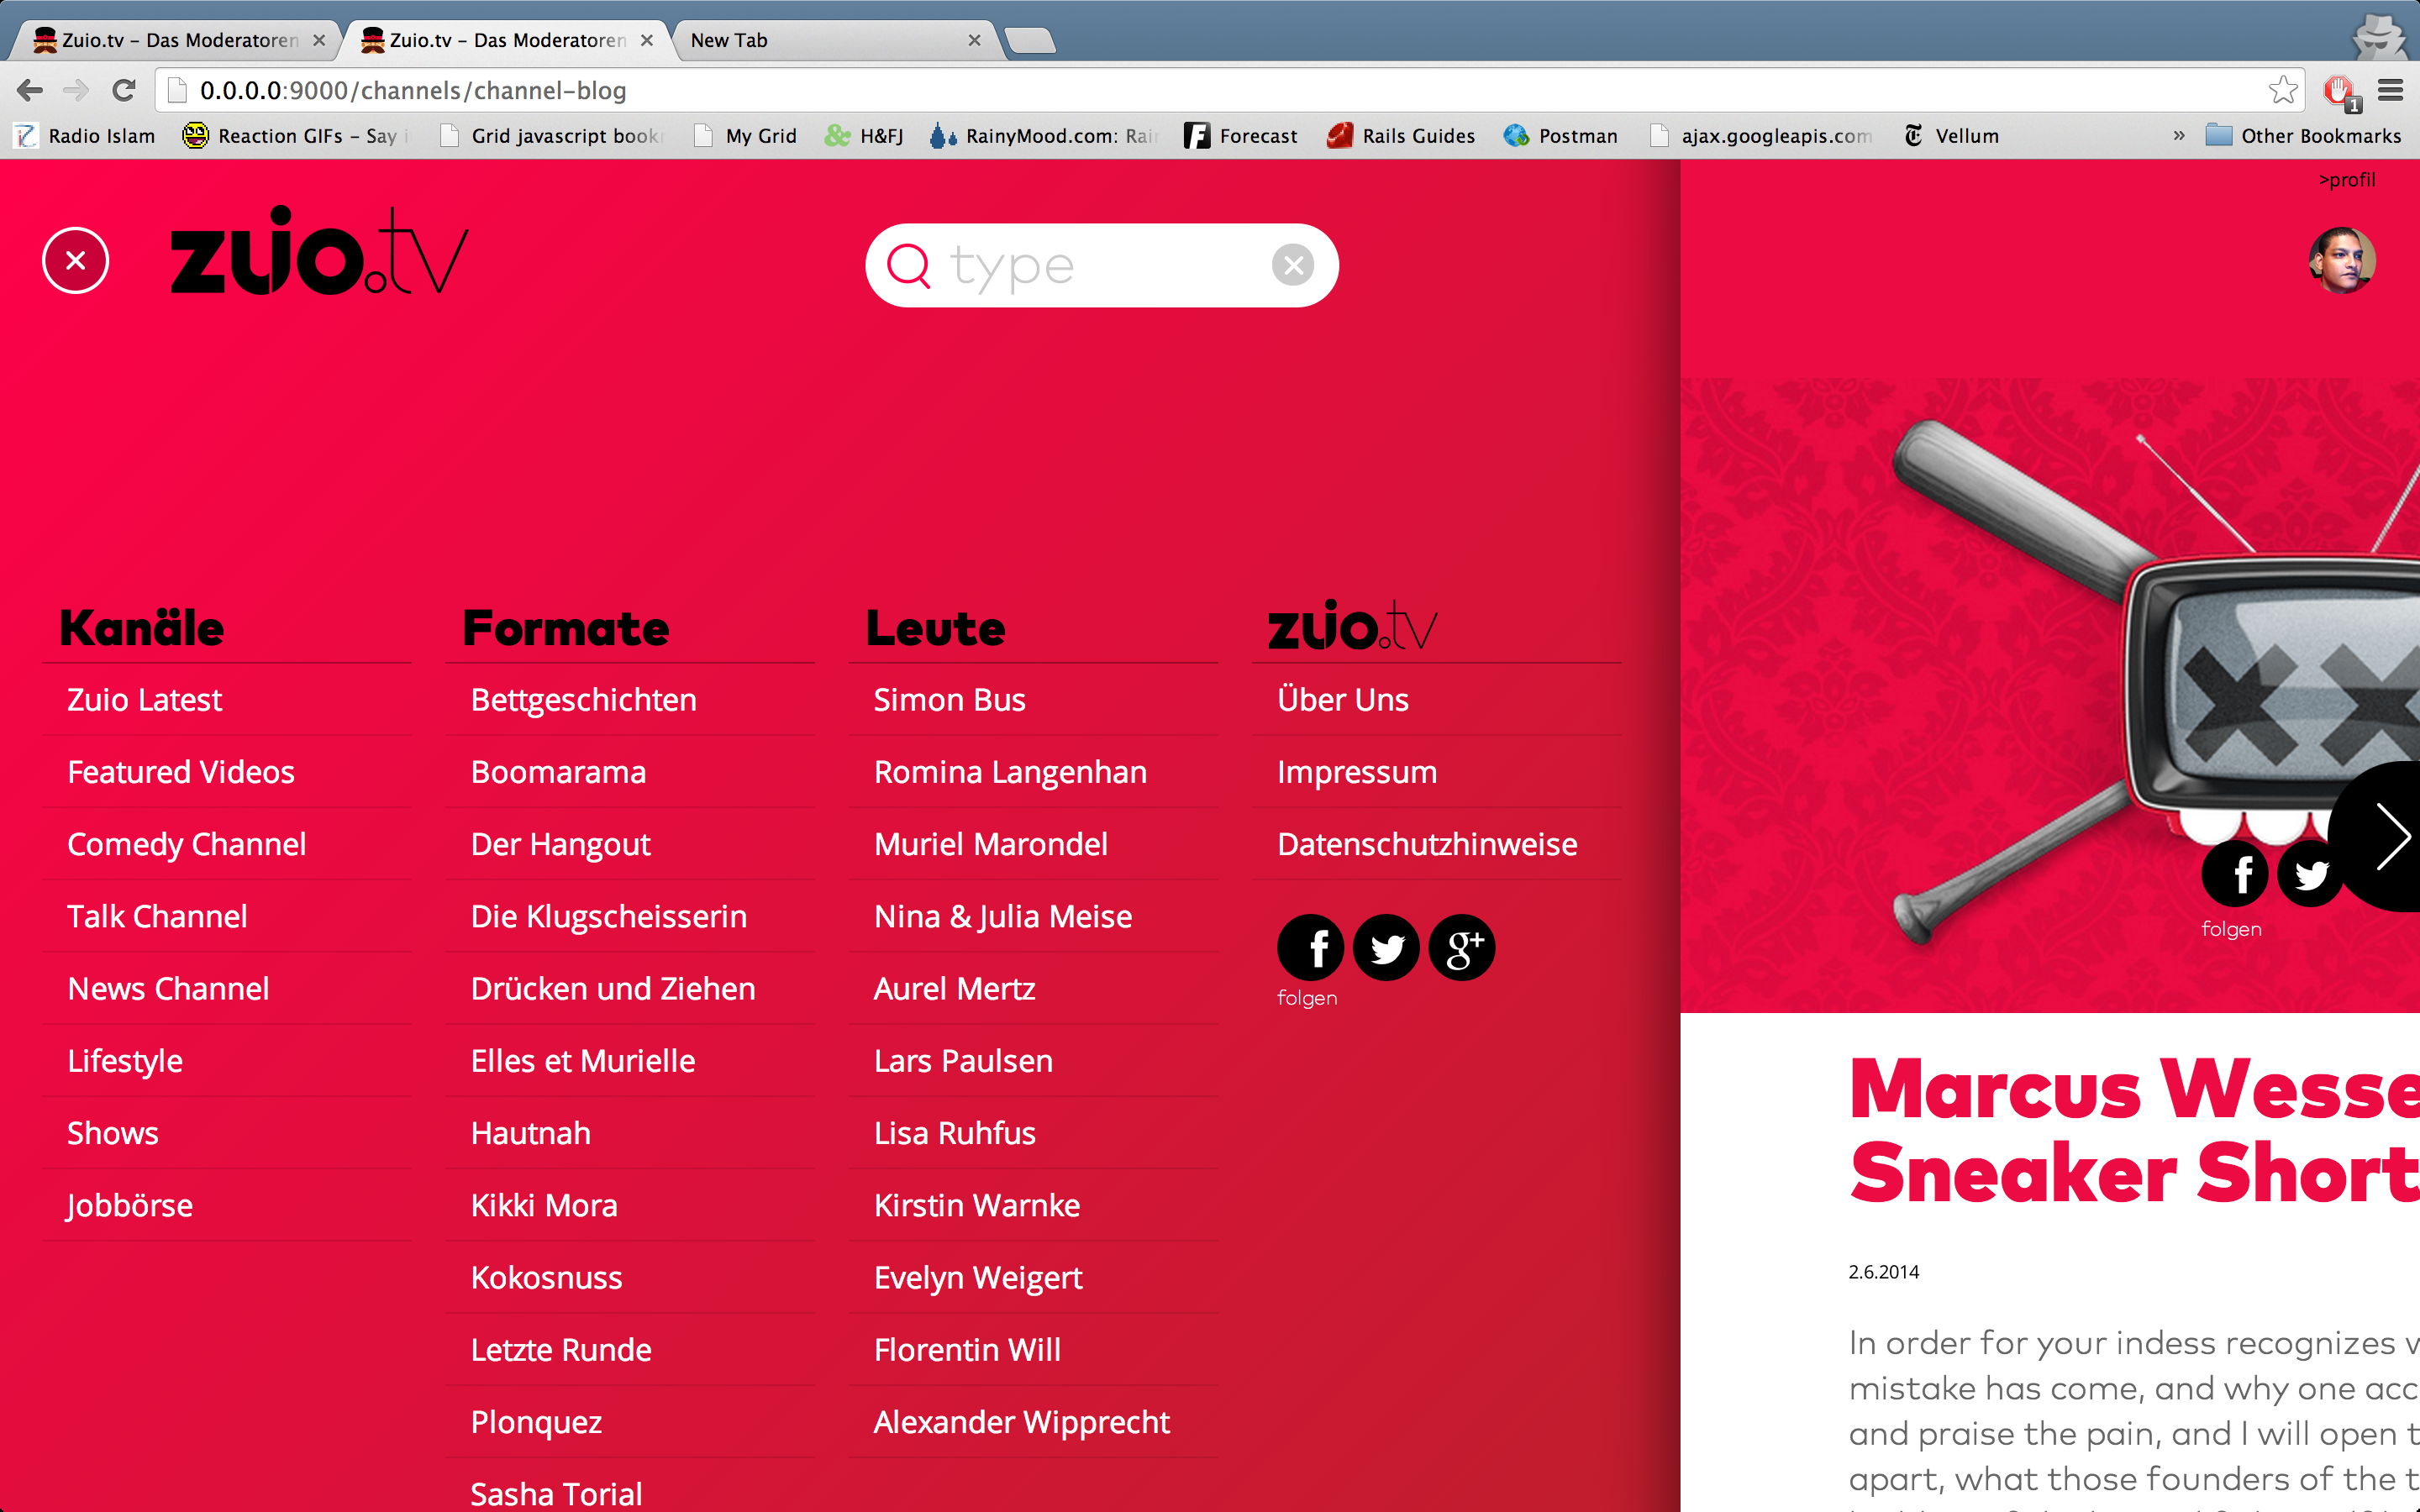 Zuio.tv – Das Moderatoren
Zuio.tv – Das Moderatoren
New Tab
0.0.0.0:9000/channels/channel-blog
1
Radio Islam
Reaction GIFs – Say
Grid javascript book
My Grid
H&FJ
RainyMood.com: Rai
Forecast
Rails Guides
Postman
ajax.googleapis.com
Vellum
» Other Bookmarks
>profil
zuio.tv
type
Kanäle
Zuio Latest
Featured Videos
Comedy Channel
Talk Channel
News Channel
Lifestyle
Shows
Jobbörse
Formate
Bettgeschichten
Boomarama
Der Hangout
Die Klugscheisserin
Drücken und Ziehen
Elles et Murielle
Hautnah
Kikki Mora
Kokosnuss
Letzte Runde
Plonquez
Sasha Torial
Leute
Simon Bus
Romina Langenhan
Muriel Marondel
Nina & Julia Meise
Aurel Mertz
Lars Paulsen
Lisa Ruhfus
Kirstin Warnke
Evelyn Weigert
Florentin Will
Alexander Wipprecht
zuio.tv
Über Uns
Impressum
Datenschutzhinweise
f
g+
folgen
f
folgen
Marcus Wesse
Sneaker Short
2.6.2014
In order for your indess recognizes
mistake has come, and why one acc
and praise the pain, and I will open t
apart, what those founders of the t